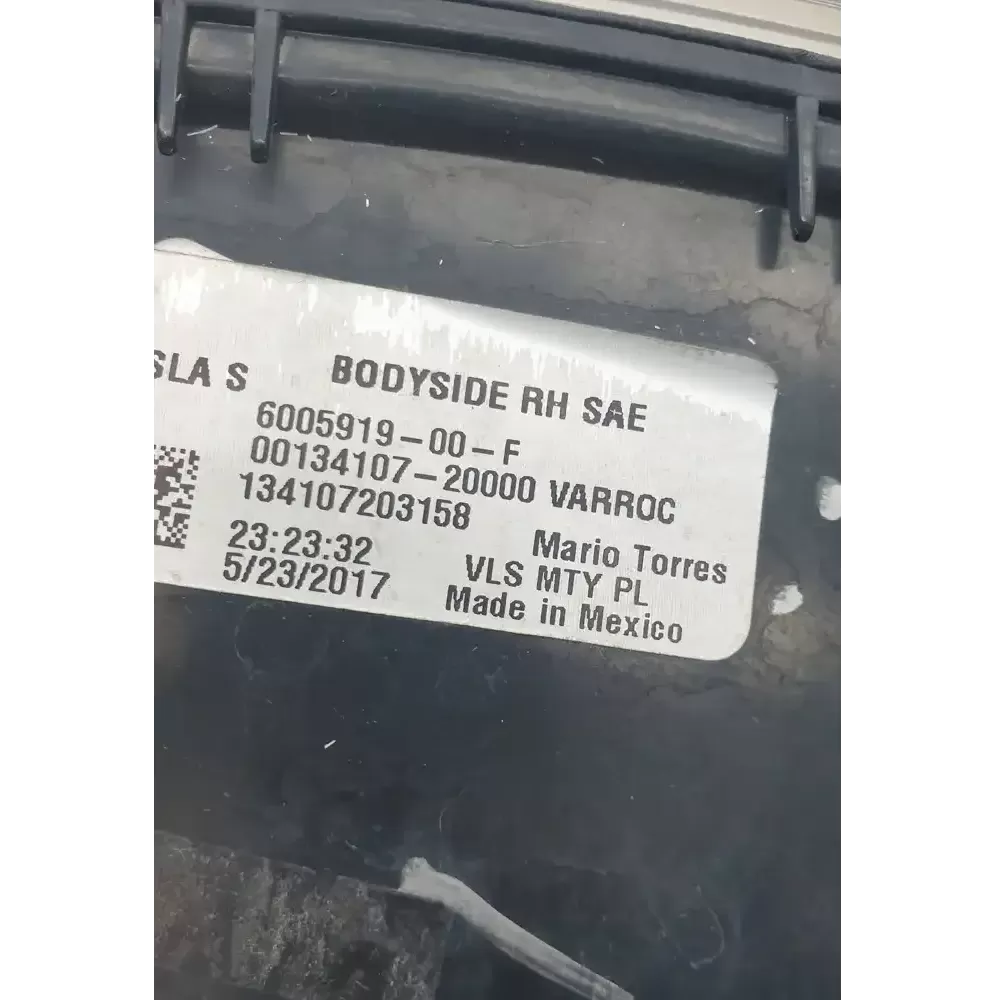 SLA S BODYSIDE RH SAE
6005919-00-F
00134107-20000 VARROC
134107203158
23:23:32 Mario Torres
5/23/2017 VLS MTY PL
Made in Mexico